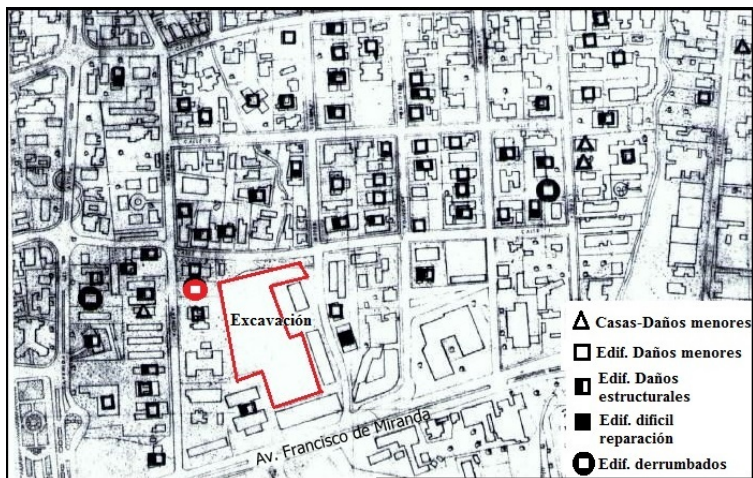 Excavación
Av. Francisco de Miranda
Casas-Daños menores
Edif. Daños menores
Edif. Daños
estructurales
Edif. difícil
reparación
Edif. derrumbados